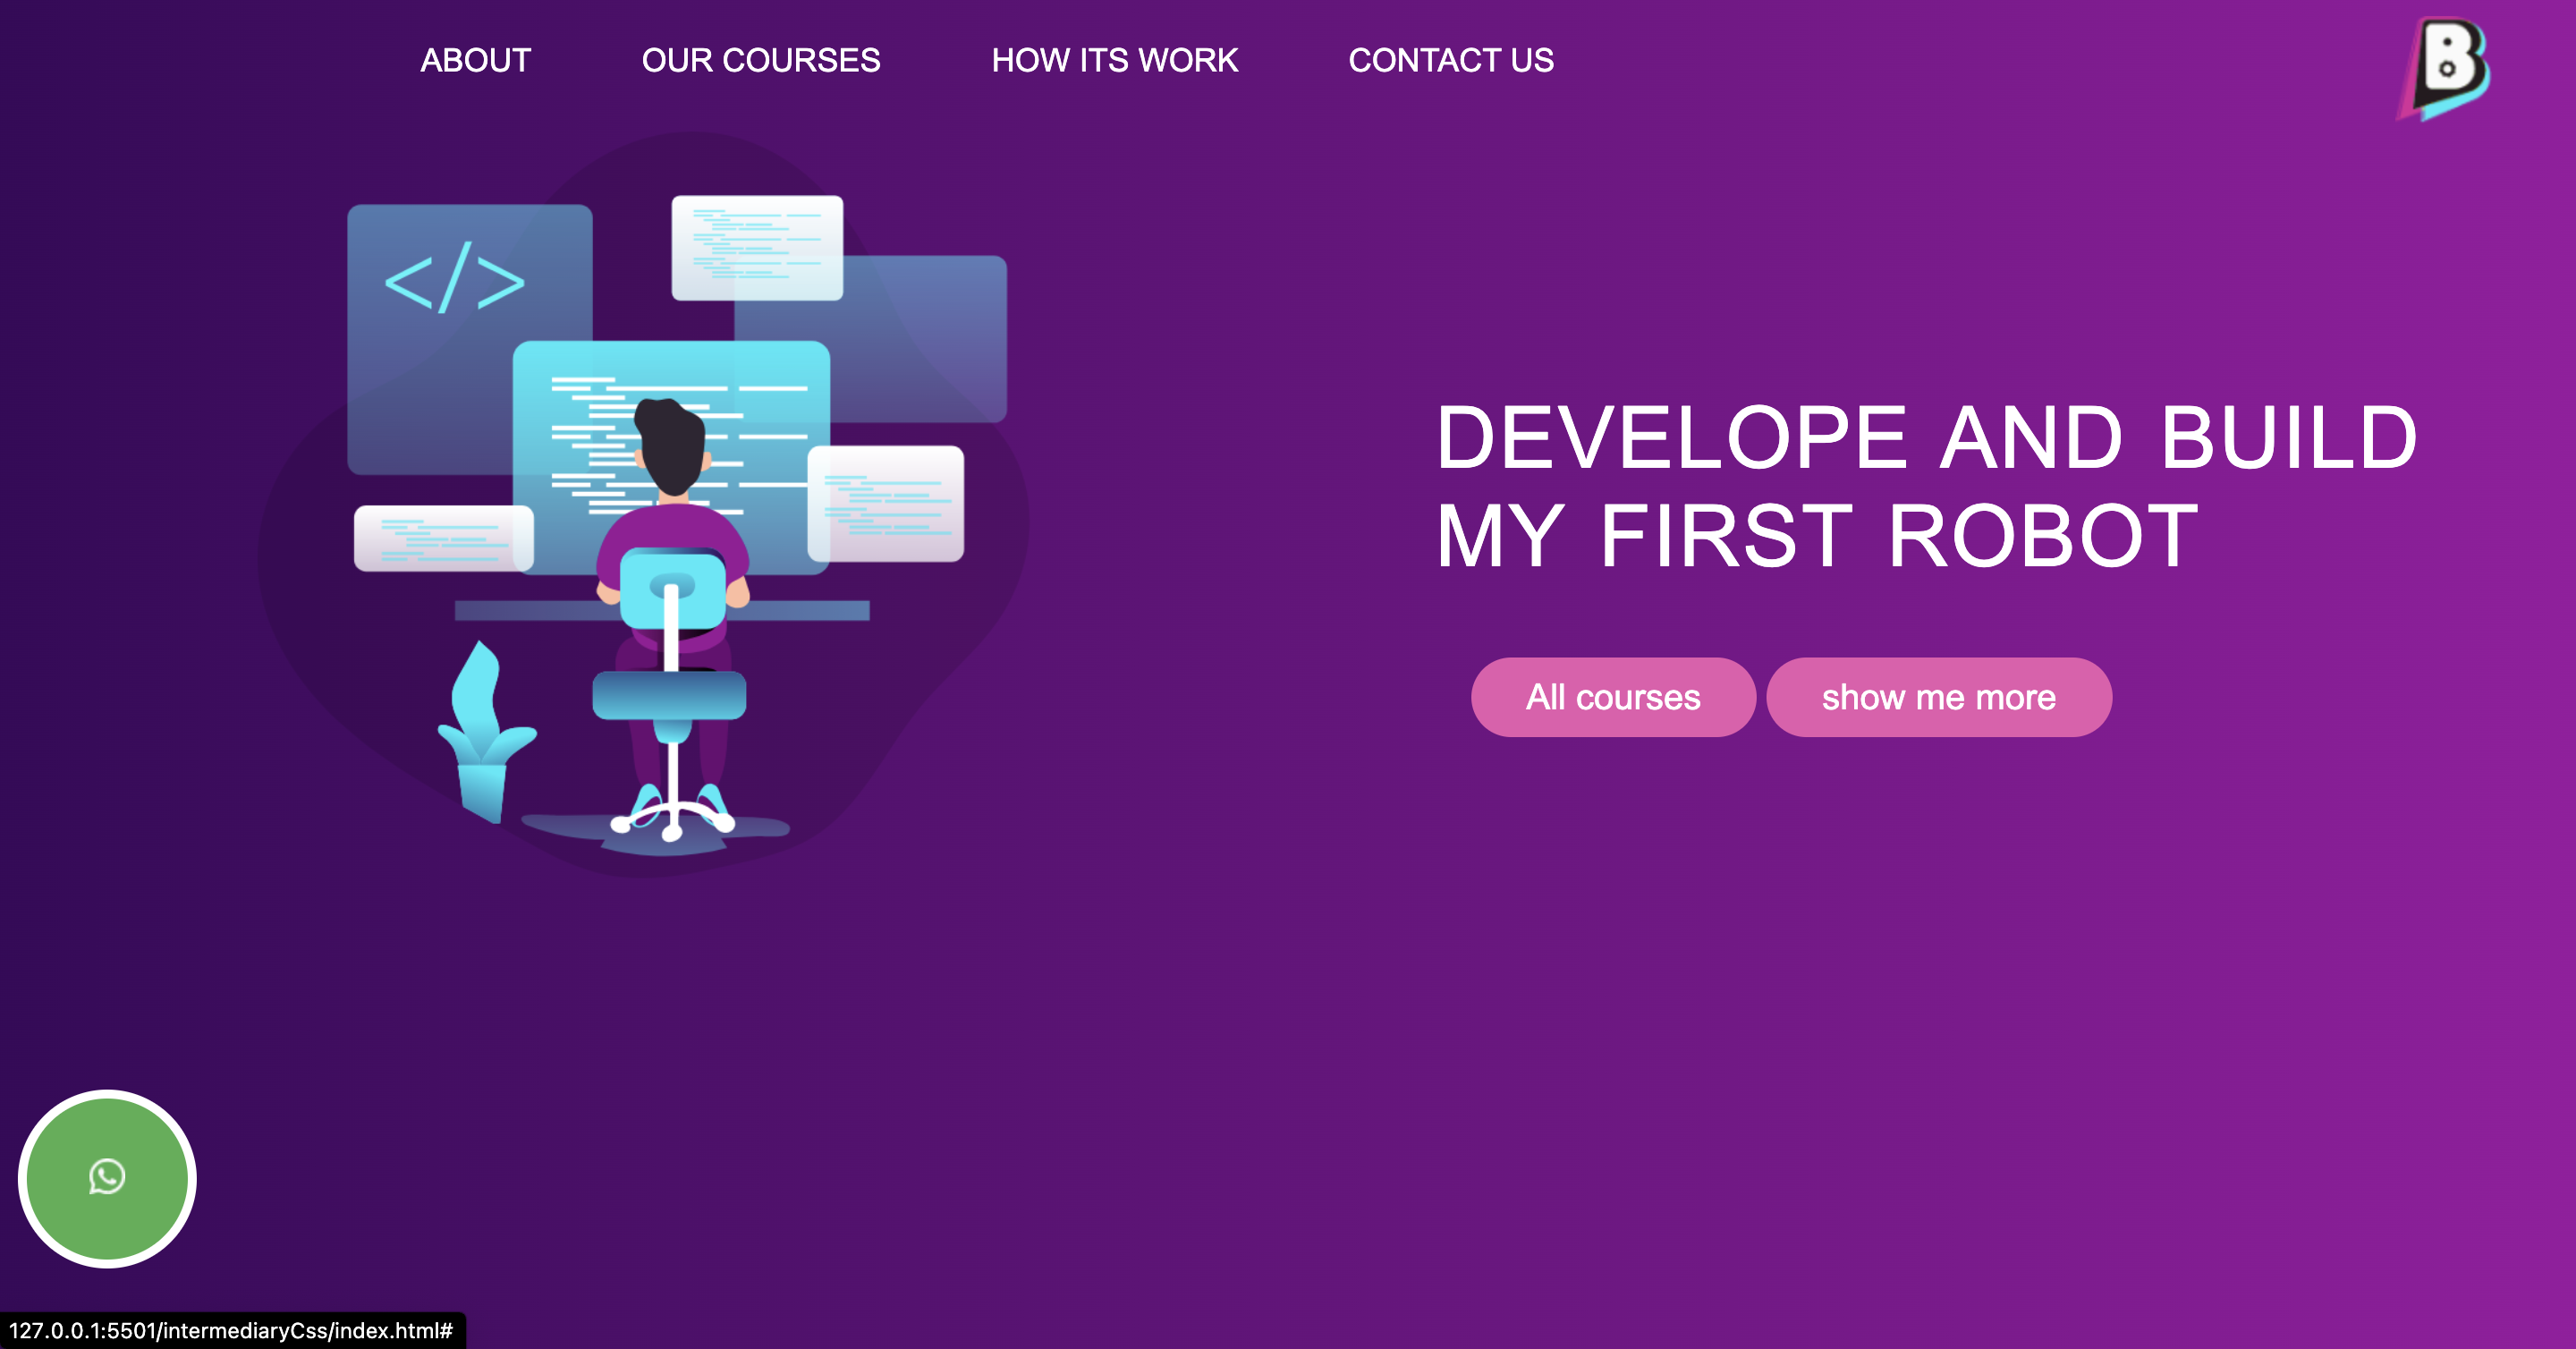 ABOUT OUR COURSES HOW ITS WORK CONTACT US
B
</>
DEVELOPE AND BUILD
MY FIRST ROBOT
All courses show me more
127.0.0.1:5501/intermediaryCss/index.html#